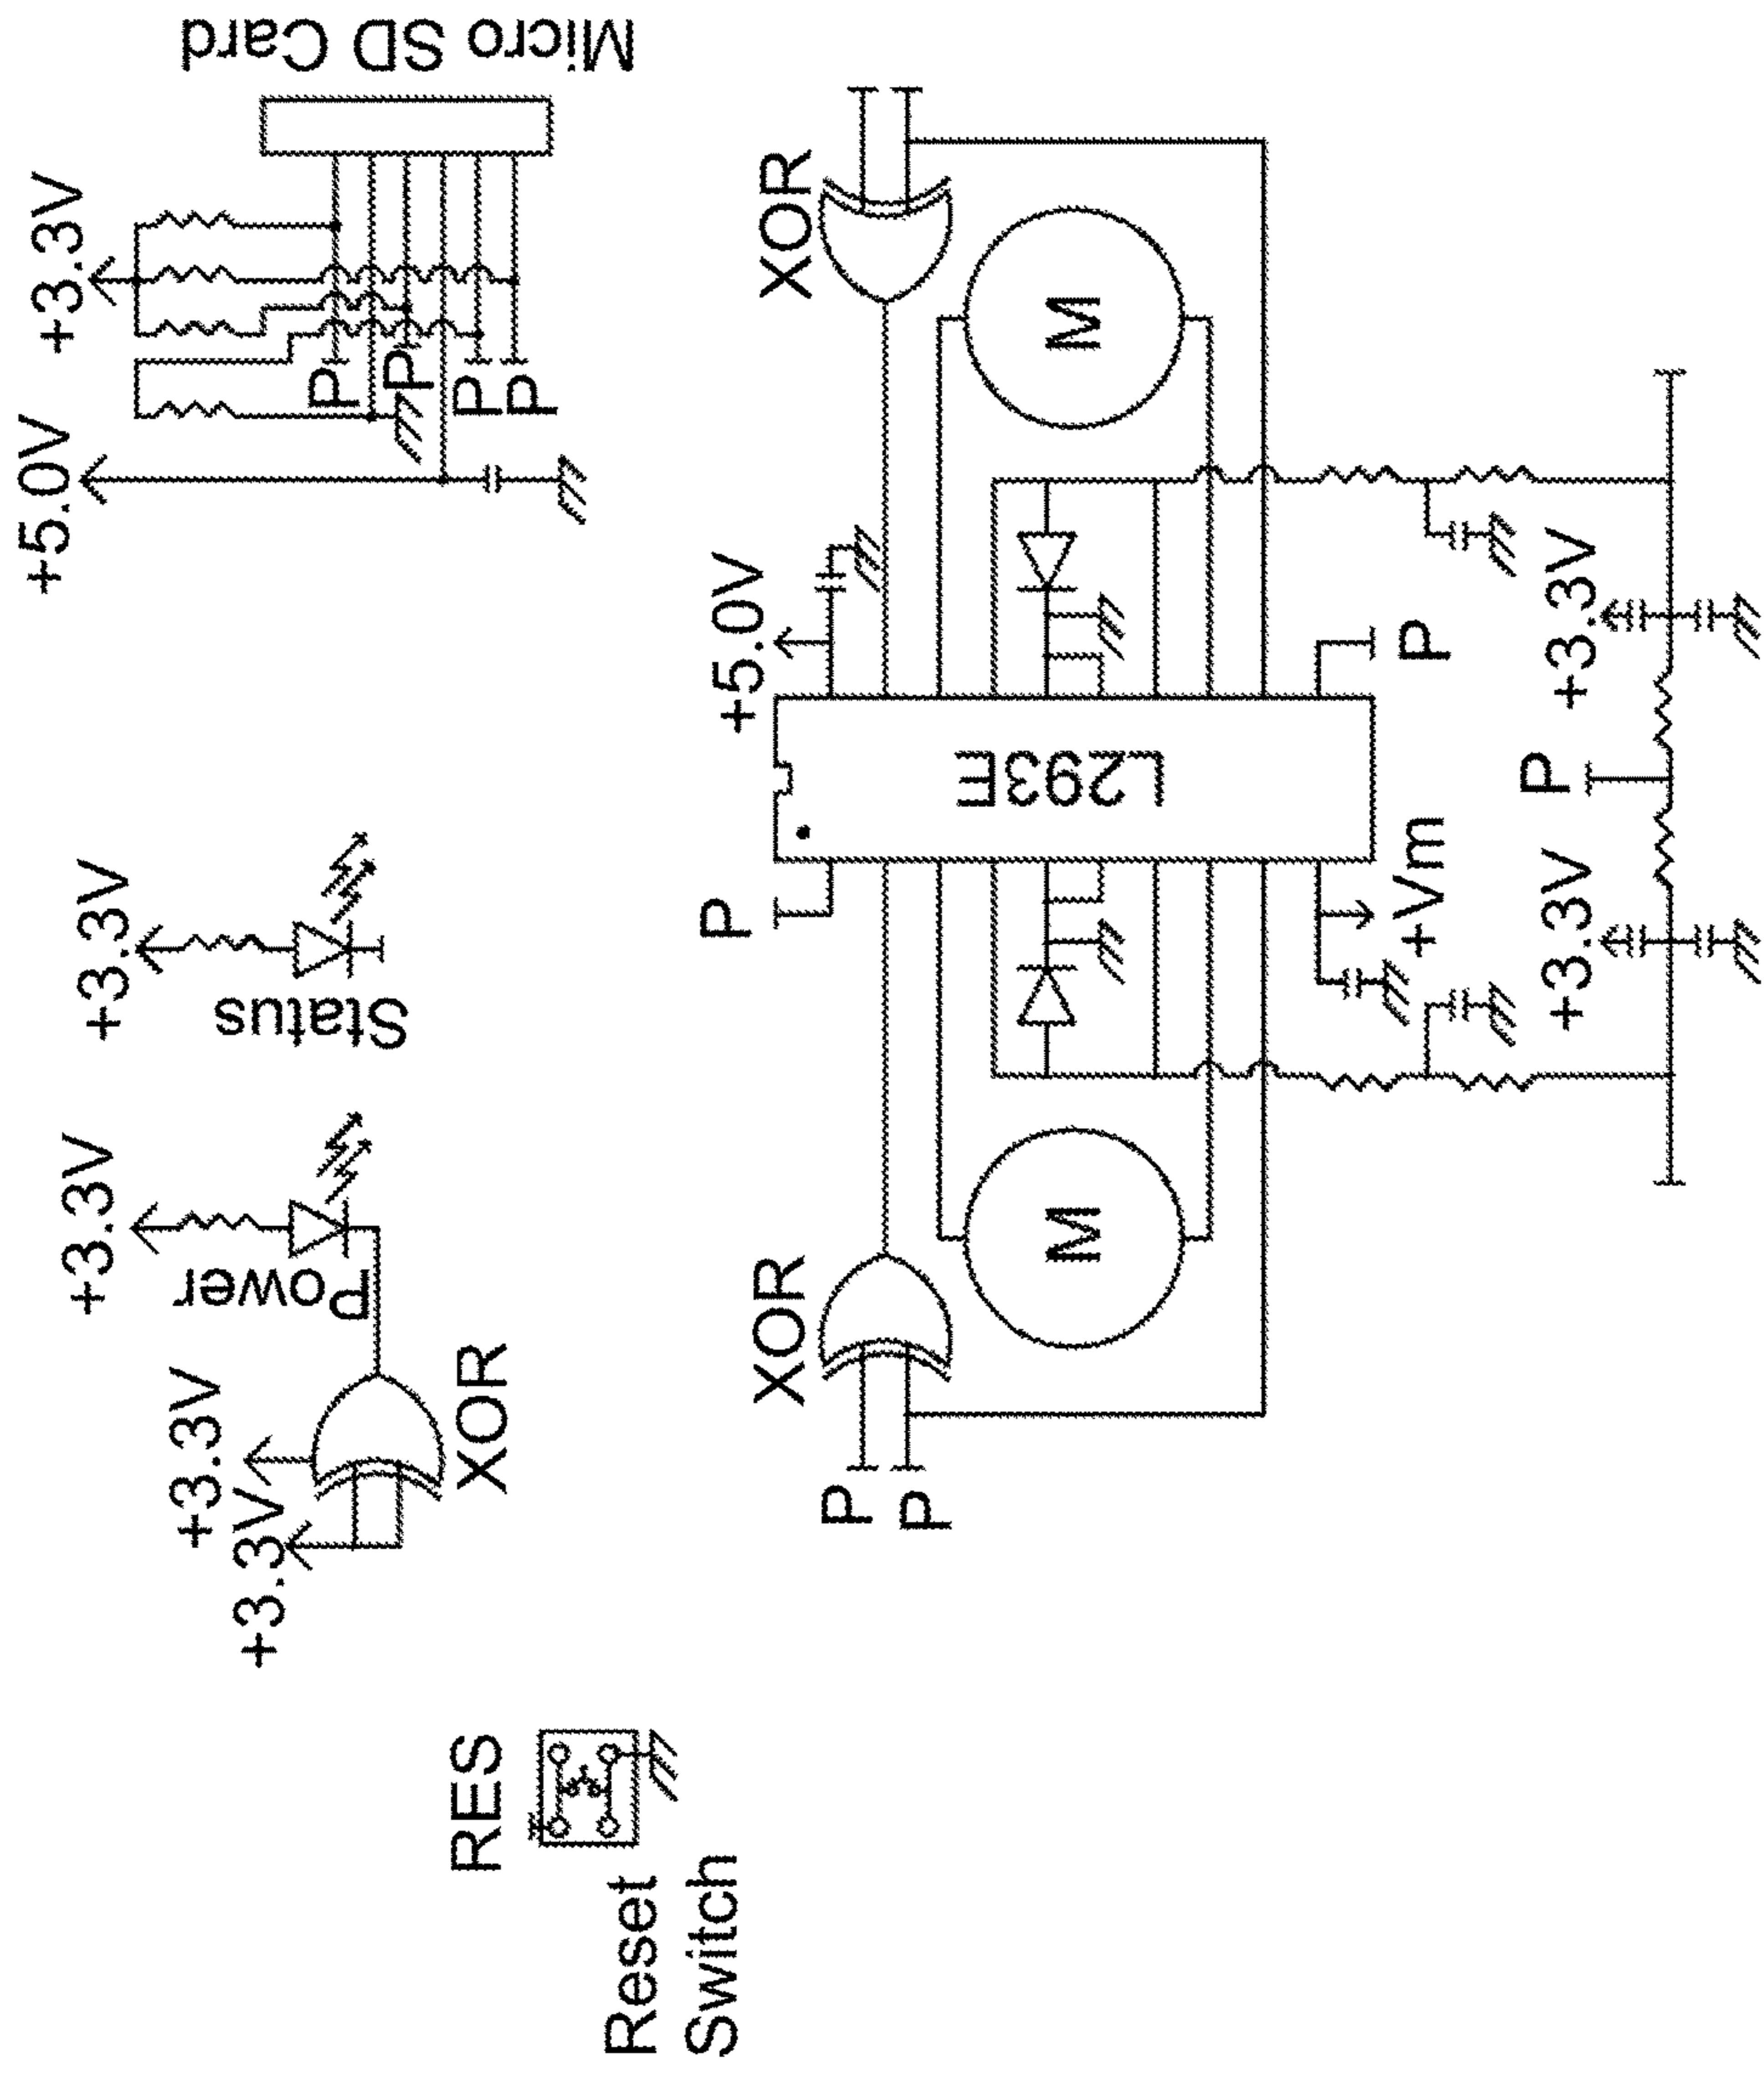 Micro SD Card
+3.3V
+5.0V
P
P
P
P
+3.3V
Status
+3.3V
Power
+3.3V
+3.3V
XOR
RES
Reset
Switch
XOR
M
+5.0V
L293E
P
P
+Vm
M
XOR
P
P
+3.3V
P
+3.3V